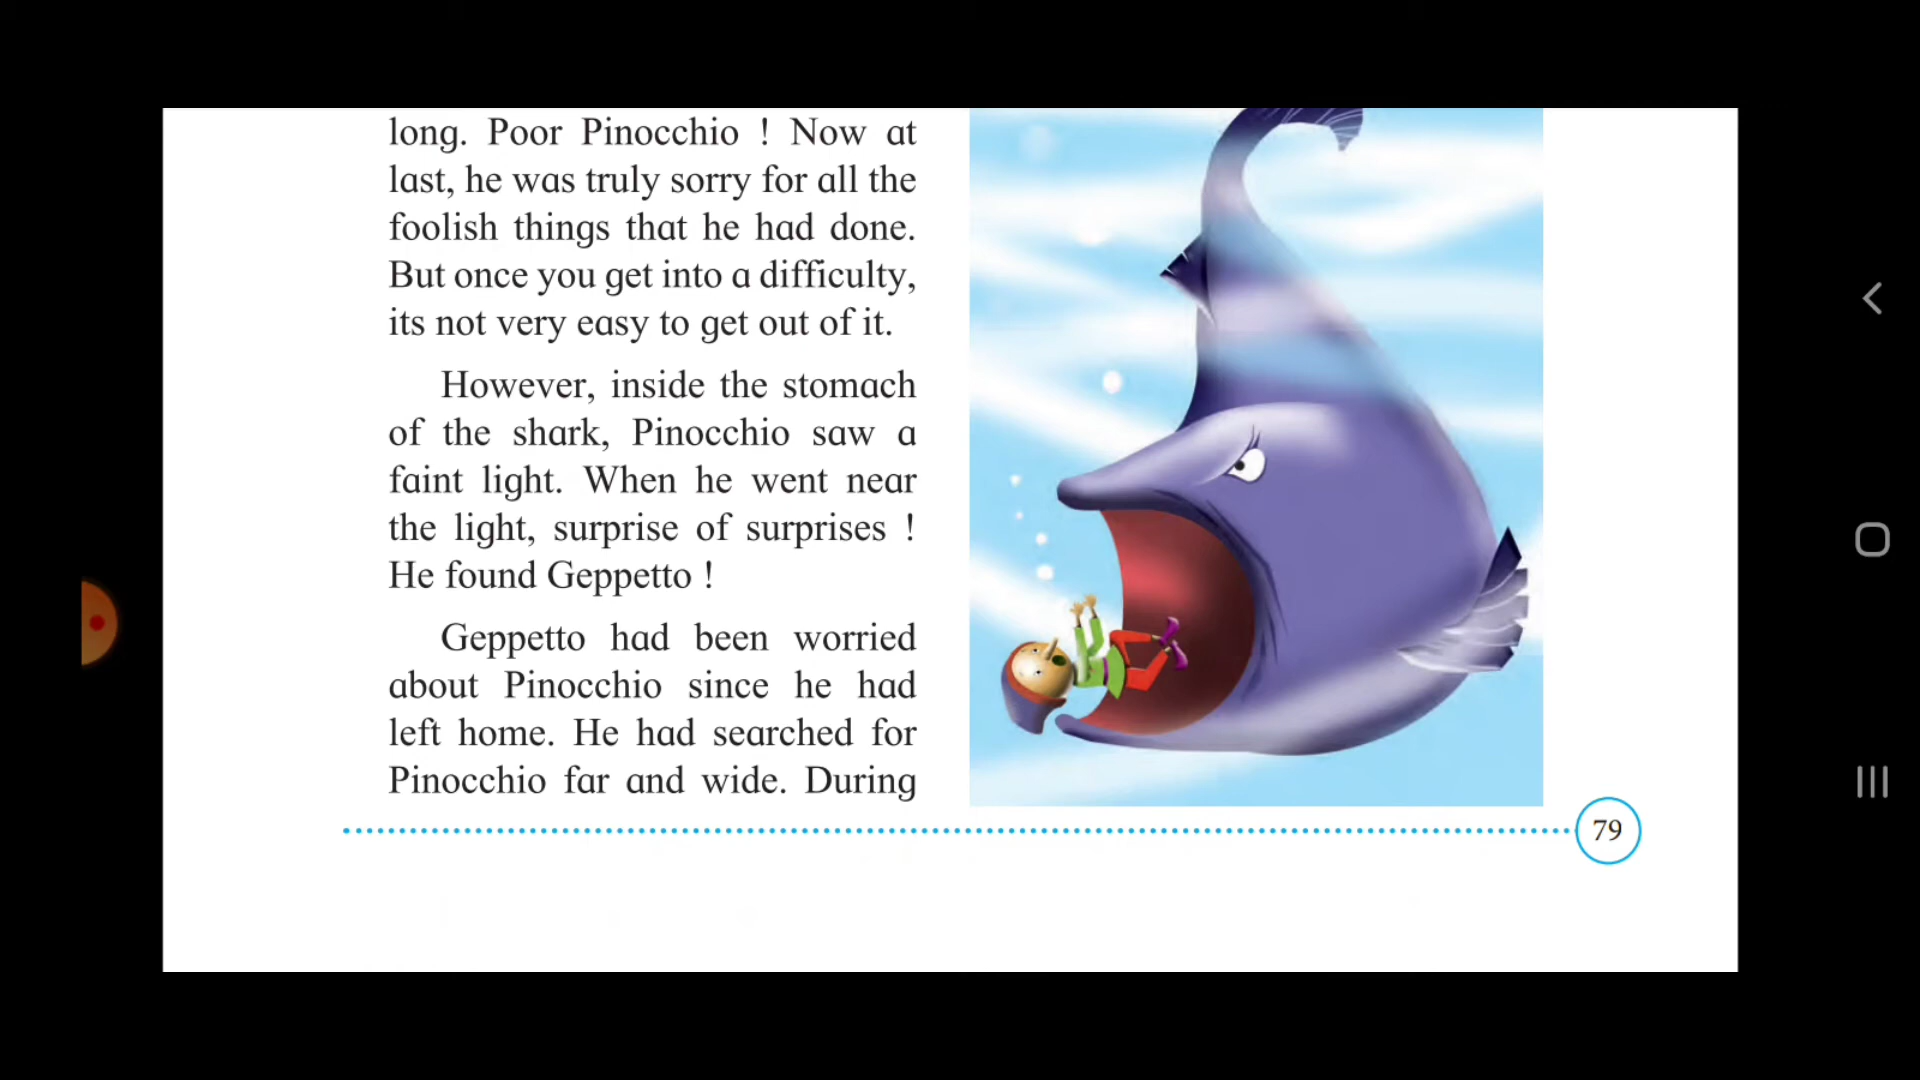 long. Poor Pinocchio ! Now at
last, he was truly sorry for all the
foolish things that he had done.
But once you get into a difficulty,
its not very easy to get out of it.
However, inside the stomach
of the shark, Pinocchio saw a
faint light. When he went near
the light, surprise of surprises !
He found Geppetto !
Geppetto had been worried
about Pinocchio since he had
left home. He had searched for
Pinocchio far and wide. During
79